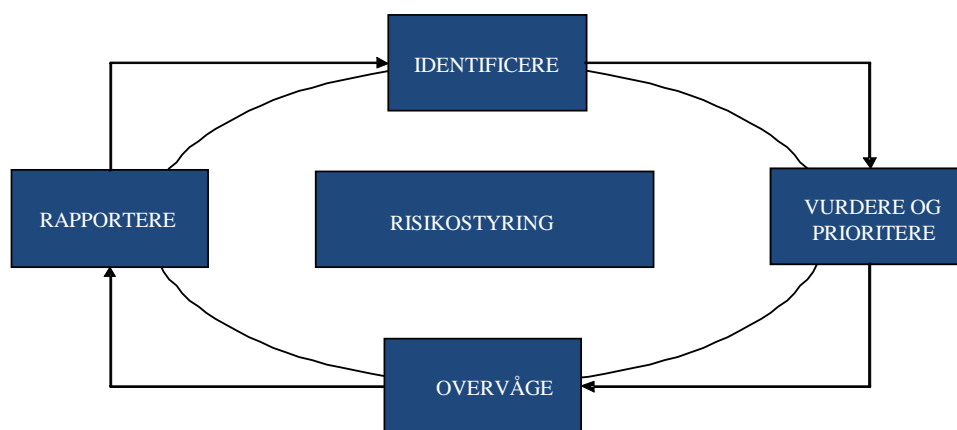 IDENTIFICERE
RAPPORTERE
RISIKOSTYRING
VURDERE OG
PRIORITERE
OVERVÅGE